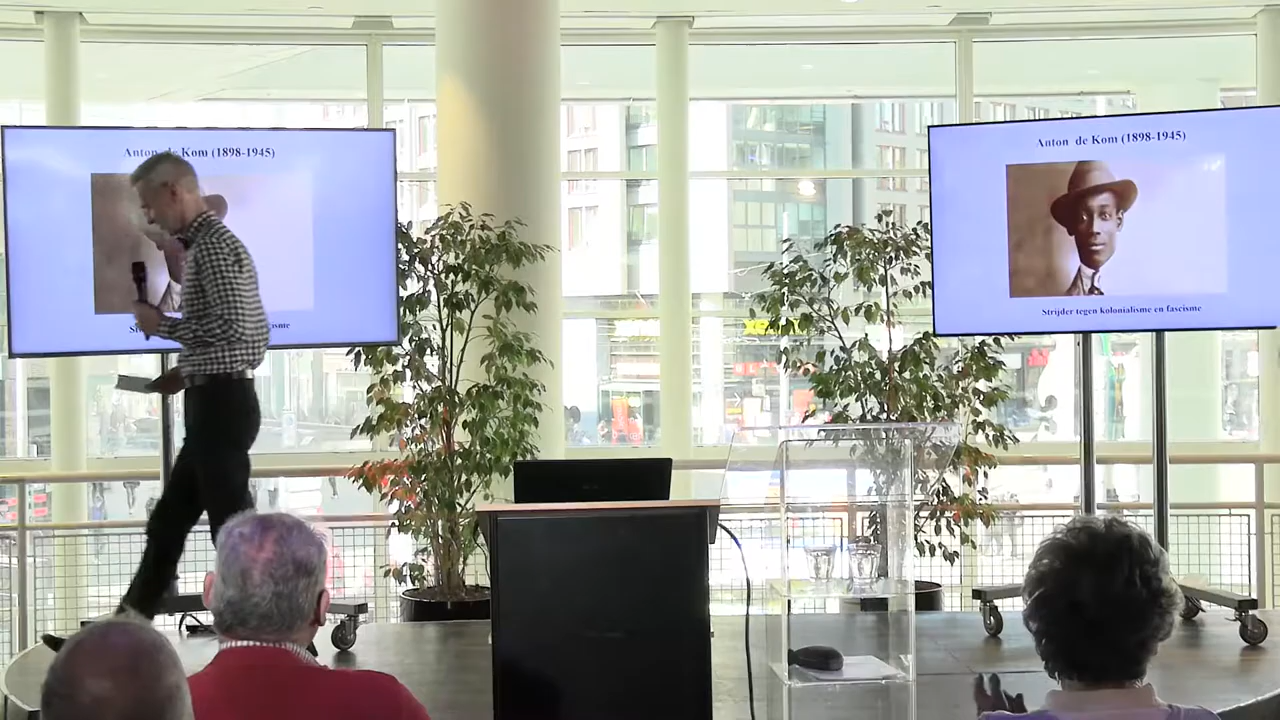 Anton de Kom (1898-1945)
Anton de Kom (1898-1945)
Strijder tegen kolonialisme en fascisme